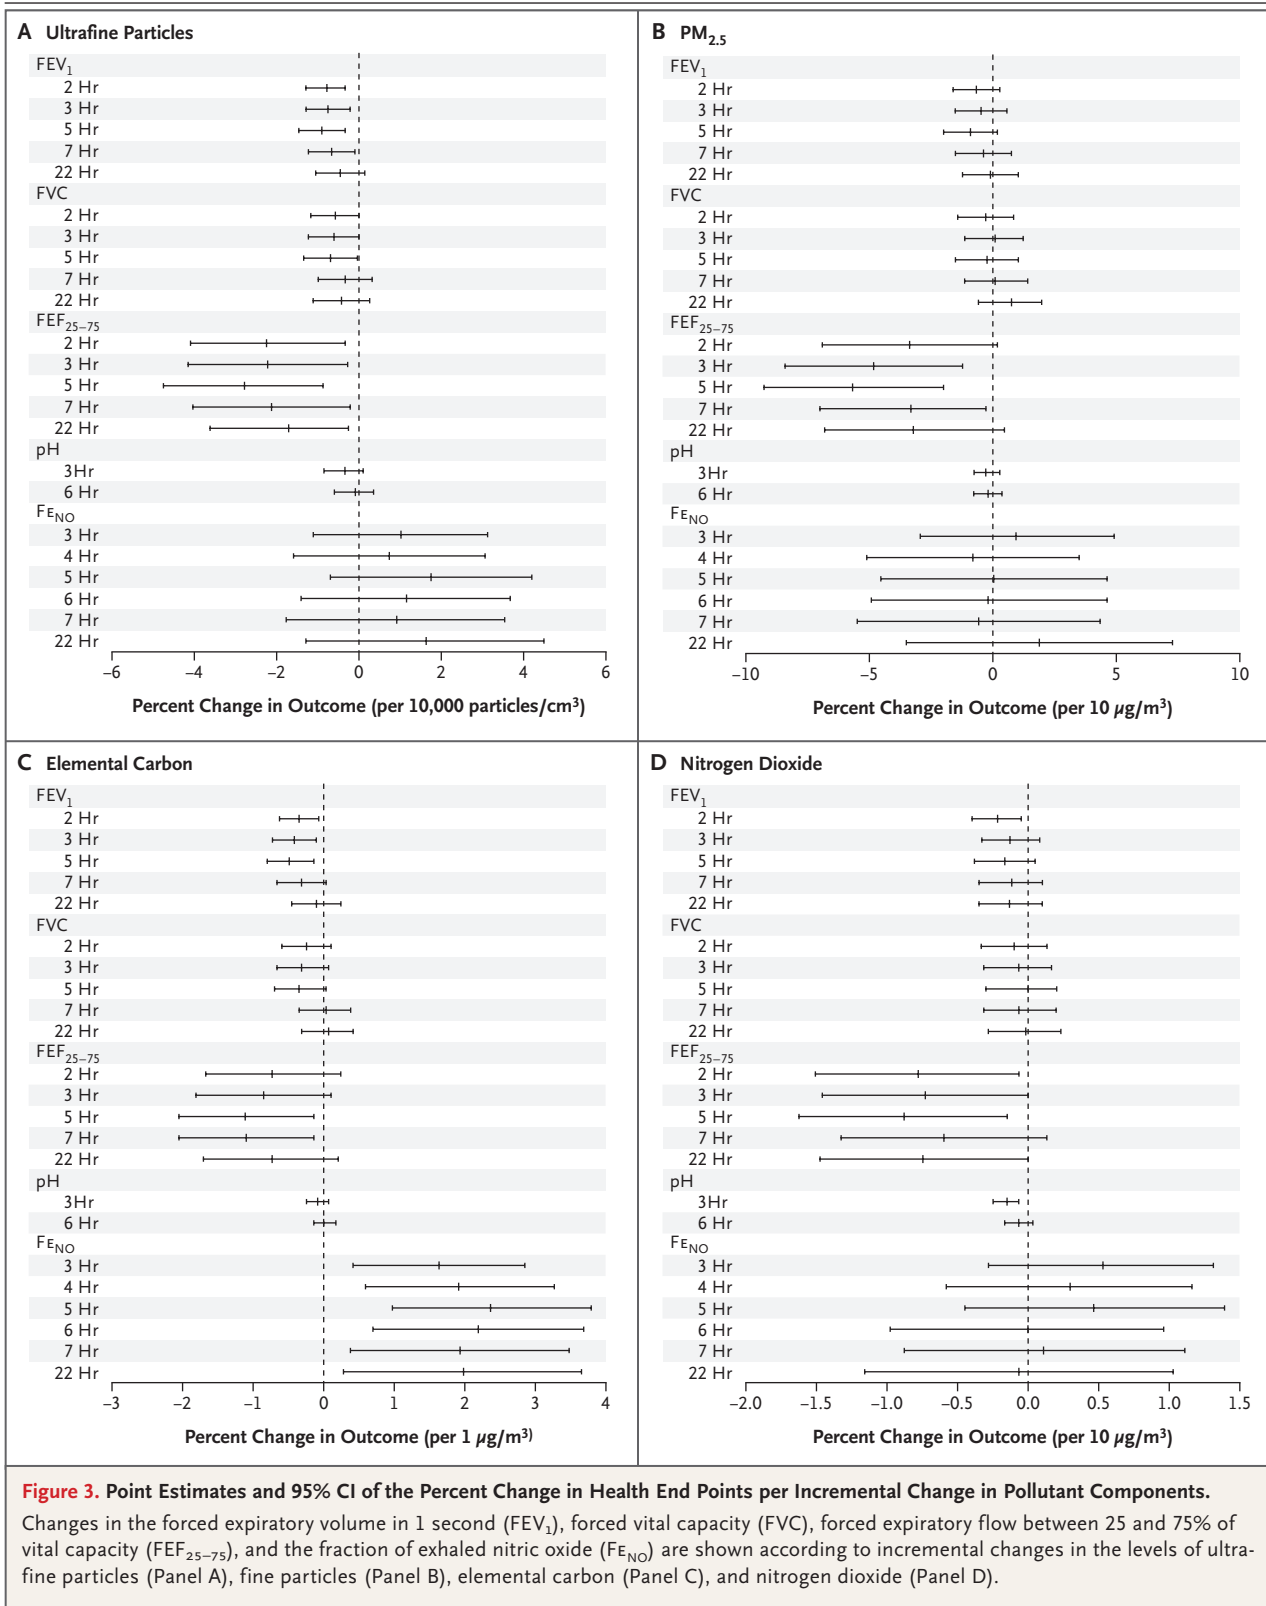 A Ultrafine Particles
FEV1
2 Hr
3 Hr
5 Hr
7 Hr
22 Hr
FVC
2 Hr
3 Hr
5 Hr
7 Hr
22 Hr
FEF25–75
2 Hr
3 Hr
5 Hr
7 Hr
22 Hr
pH
3Hr
6 Hr
FENO
3 Hr
4 Hr
5 Hr
6 Hr
7 Hr
22 Hr
–6 –4 –2 0 2 4 6
Percent Change in Outcome (per 10,000 particles/cm3)
B PM2.5
FEV1
2 Hr
3 Hr
5 Hr
7 Hr
22 Hr
FVC
2 Hr
3 Hr
5 Hr
7 Hr
22 Hr
FEF25–75
2 Hr
3 Hr
5 Hr
7 Hr
22 Hr
pH
3Hr
6 Hr
FENO
3 Hr
4 Hr
5 Hr
6 Hr
7 Hr
22 Hr
–10 –5 0 5 10
Percent Change in Outcome (per 10 µg/m3)
C Elemental Carbon
FEV1
2 Hr
3 Hr
5 Hr
7 Hr
22 Hr
FVC
2 Hr
3 Hr
5 Hr
7 Hr
22 Hr
FEF25–75
2 Hr
3 Hr
5 Hr
7 Hr
22 Hr
pH
3Hr
6 Hr
FENO
3 Hr
4 Hr
5 Hr
6 Hr
7 Hr
22 Hr
–3 –2 –1 0 1 2 3 4
Percent Change in Outcome (per 1 µg/m3)
D Nitrogen Dioxide
FEV1
2 Hr
3 Hr
5 Hr
7 Hr
22 Hr
FVC
2 Hr
3 Hr
5 Hr
7 Hr
22 Hr
FEF25–75
2 Hr
3 Hr
5 Hr
7 Hr
22 Hr
pH
3Hr
6 Hr
FENO
3 Hr
4 Hr
5 Hr
6 Hr
7 Hr
22 Hr
–2.0 –1.5 –1.0 –0.5 0.0 0.5 1.0 1.5
Percent Change in Outcome (per 10 µg/m3)
Figure 3. Point Estimates and 95% CI of the Percent Change in Health End Points per Incremental Change in Pollutant Components.
Changes in the forced expiratory volume in 1 second (FEV1), forced vital capacity (FVC), forced expiratory flow between 25 and 75% of
vital capacity (FEF25–75), and the fraction of exhaled nitric oxide (FENO) are shown according to incremental changes in the levels of ultra-
fine particles (Panel A), fine particles (Panel B), elemental carbon (Panel C), and nitrogen dioxide (Panel D).